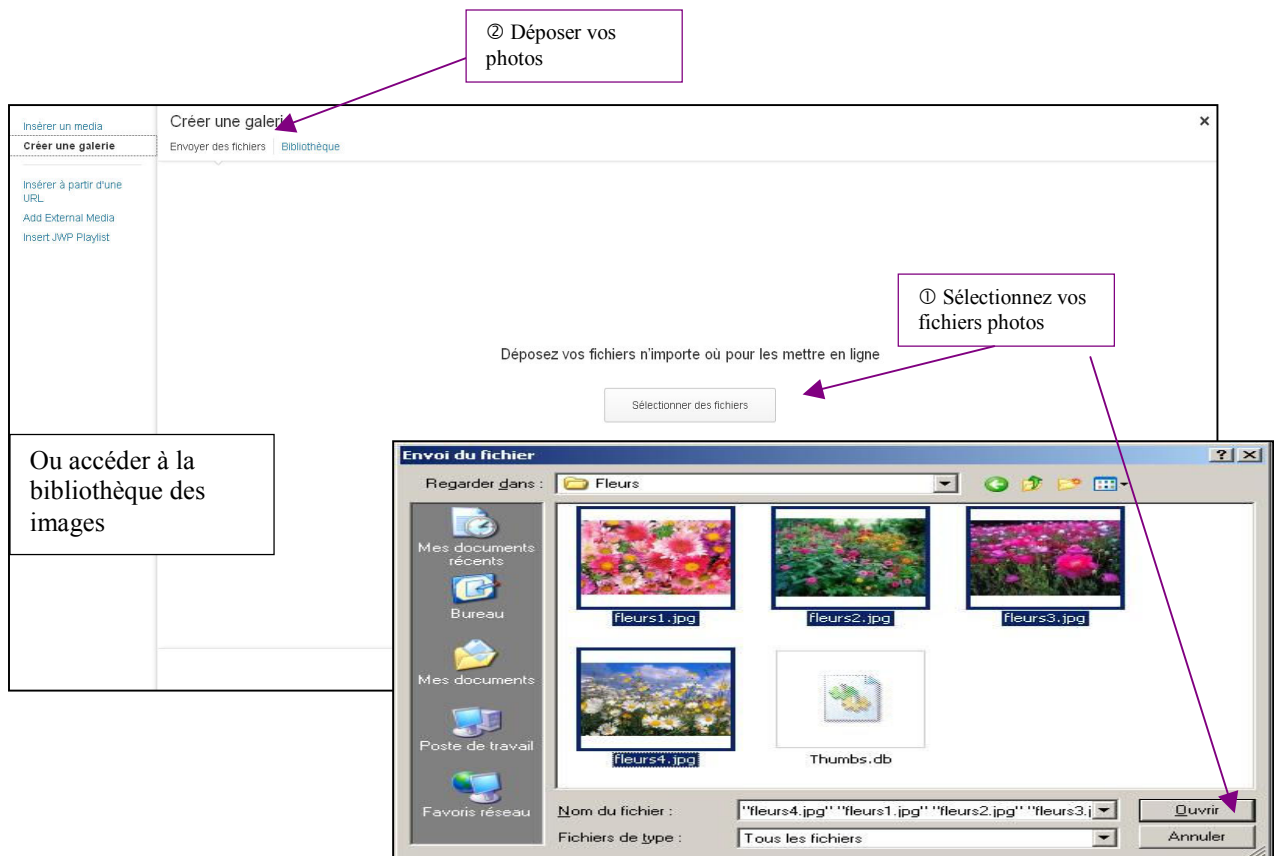 ② Déposer vos
photos
Insérer un media
Créer une galerie
Insérer à partir d'une
URL
Add External Media
Insert JWP Playlist
Créer une galerie
×
Envoyer des fichiers
Bibliothèque
① Sélectionnez vos
fichiers photos
Déposez vos fichiers n'importe où pour les mettre en ligne
Sélectionner des fichiers
Ou accéder à la
bibliothèque des
images
Envoi du fichier
Regarder dans :
Fleurs
Mes documents
récents
Bureau
Mes documents
Poste de travail
Favoris réseau
fleurs1.jpg
fleurs2.jpg
fleurs3.jpg
fleurs4.jpg
Thumbs.db
Nom du fichier :
"fleurs4.jpg" "fleurs1.jpg" "fleurs2.jpg" "fleurs3.j
Ouvrir
Fichiers de type :
Tous les fichiers
Annuler